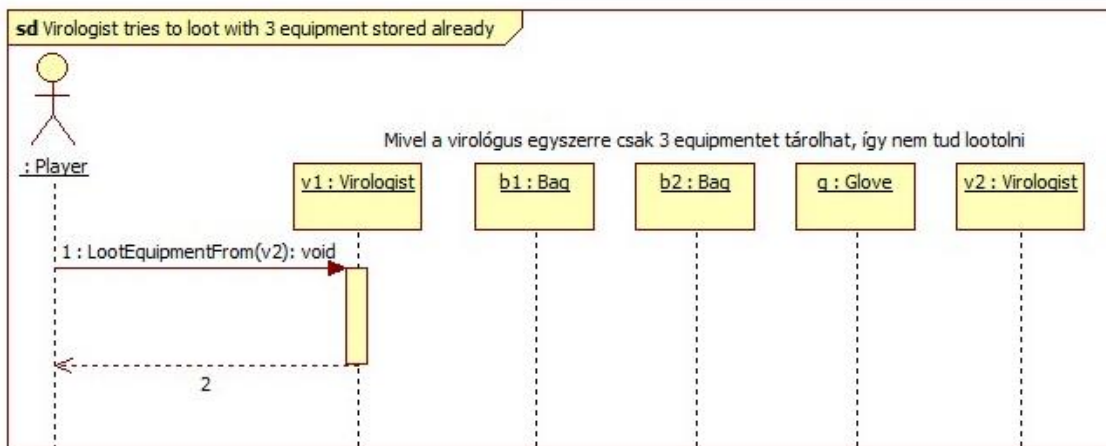 sd Virologist tries to loot with 3 equipment stored already
Mivel a virológus egyszerre csak 3 equipmentet tárolhat, így nem tud lootolni
: Player
v1 : Virologist
b1 : Bag
b2 : Bag
g : Glove
v2 : Virologist
1 : LootEquipmentFrom(v2): void
2